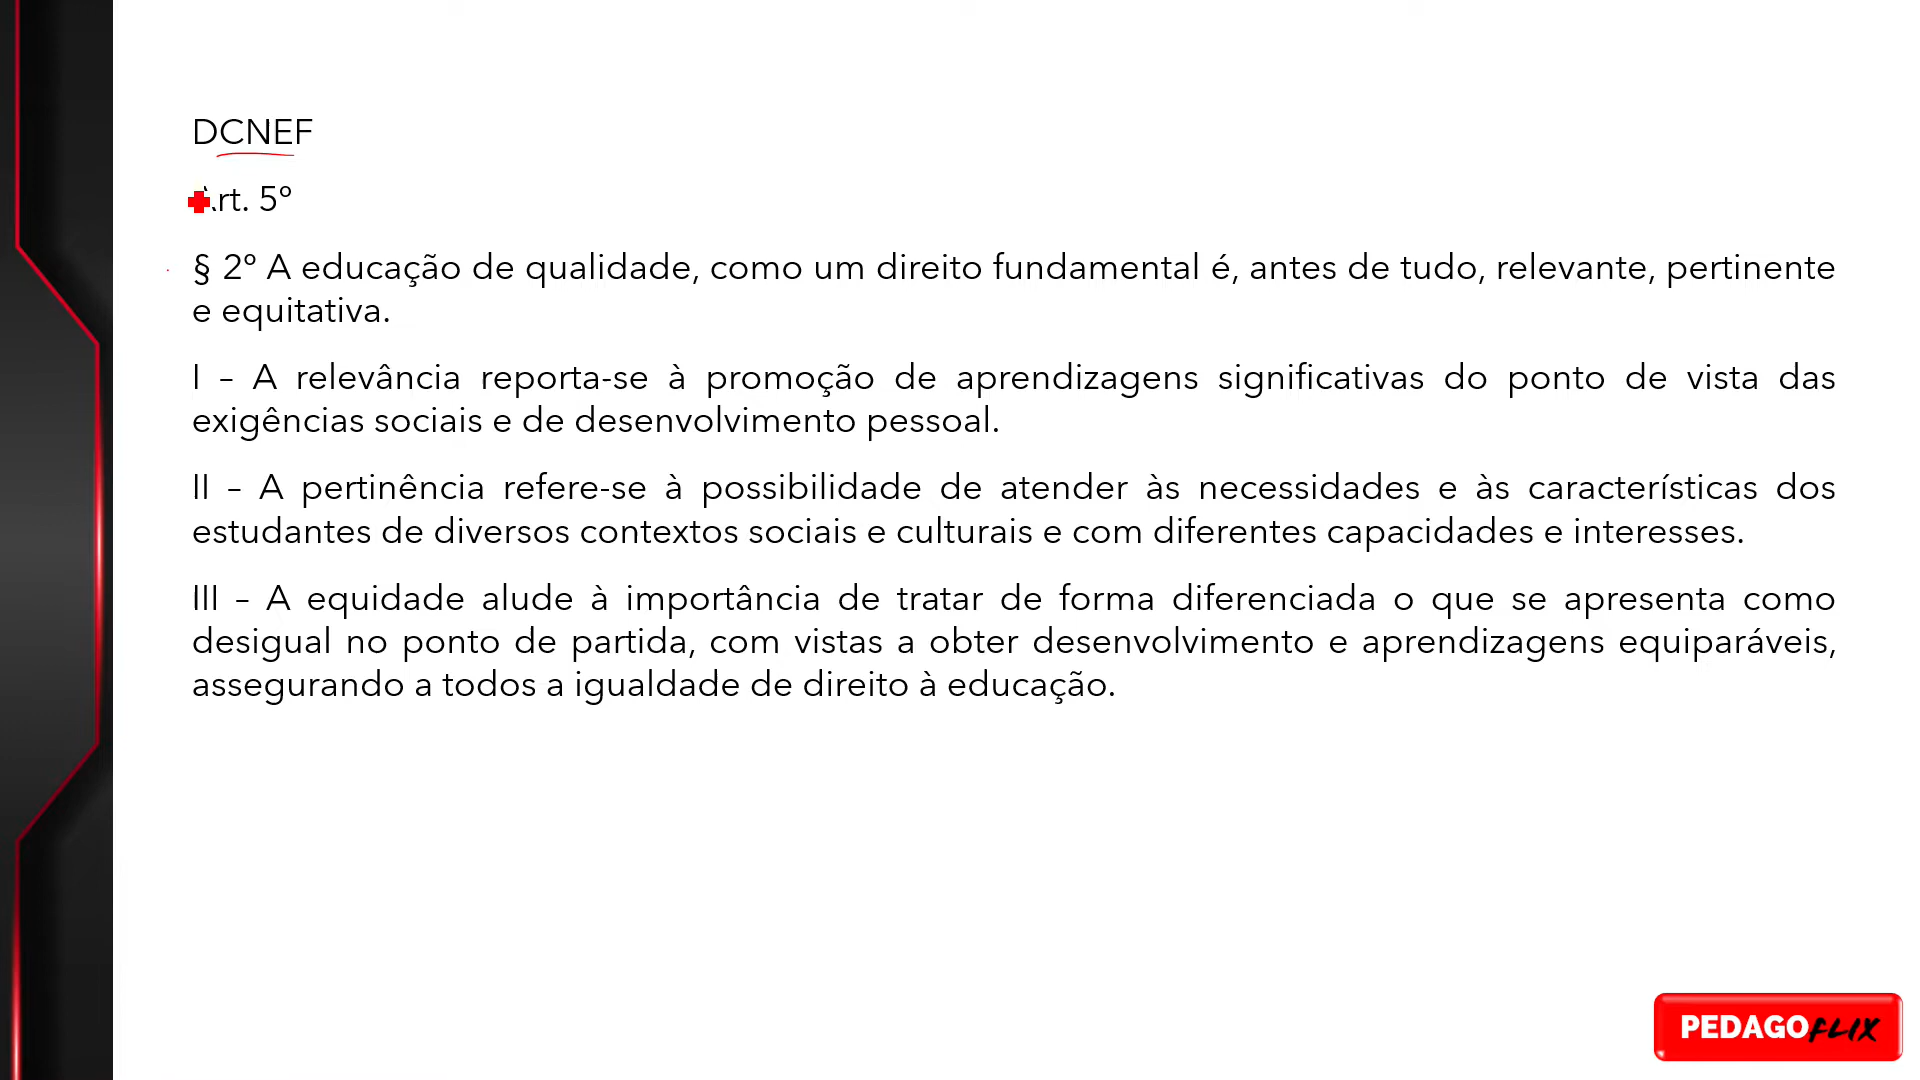 DCNEF
Art. 5º
§ 2º A educação de qualidade, como um direito fundamental é, antes de tudo, relevante, pertinente
e equitativa.
I – A relevância reporta-se à promoção de aprendizagens significativas do ponto de vista das
exigências sociais e de desenvolvimento pessoal.
II – A pertinência refere-se à possibilidade de atender às necessidades e às características dos
estudantes de diversos contextos sociais e culturais e com diferentes capacidades e interesses.
III – A equidade alude à importância de tratar de forma diferenciada o que se apresenta como
desigual no ponto de partida, com vistas a obter desenvolvimento e aprendizagens equiparáveis,
assegurando a todos a igualdade de direito à educação.
PEDAGOFLIX